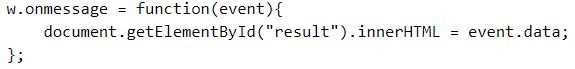 w.onmessage = function(event){
    document.getElementById("result").innerHTML = event.data;
};